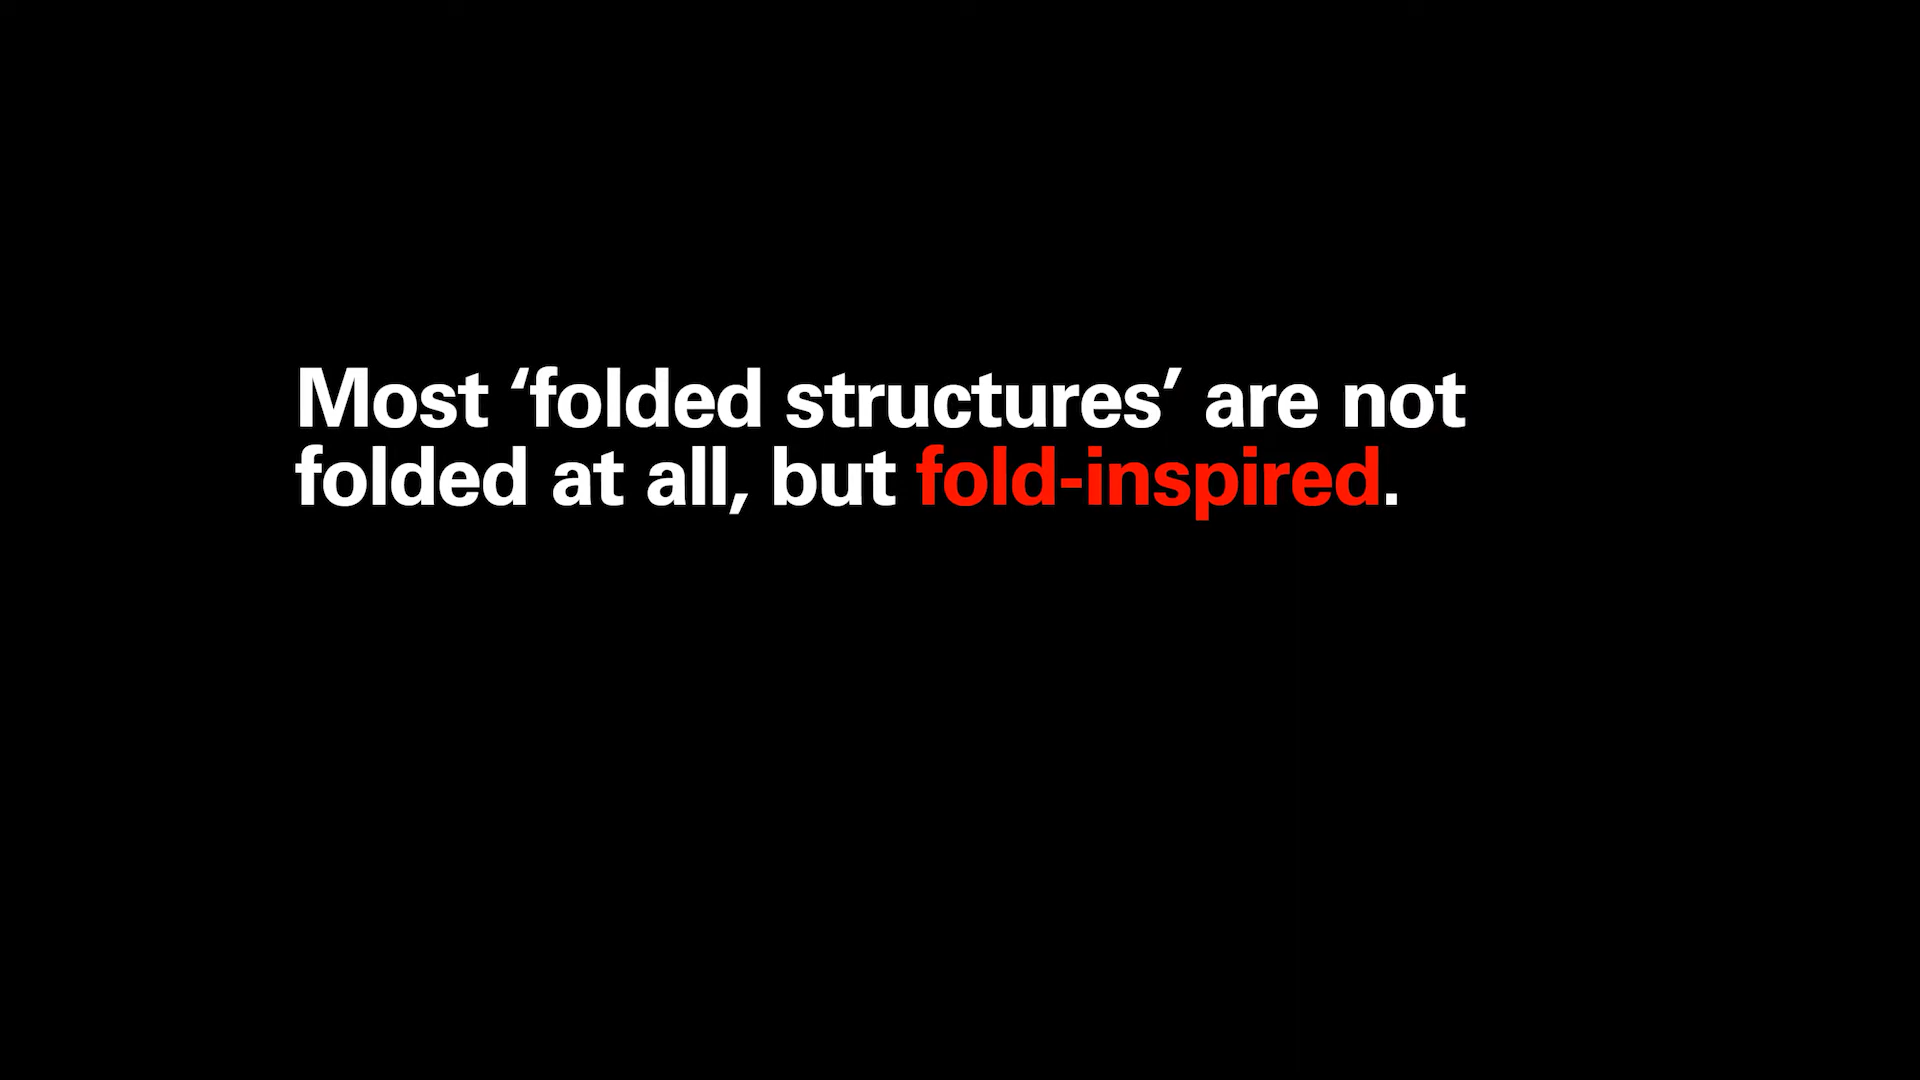 Most ‘folded structures’ are not
folded at all, but fold-inspired.